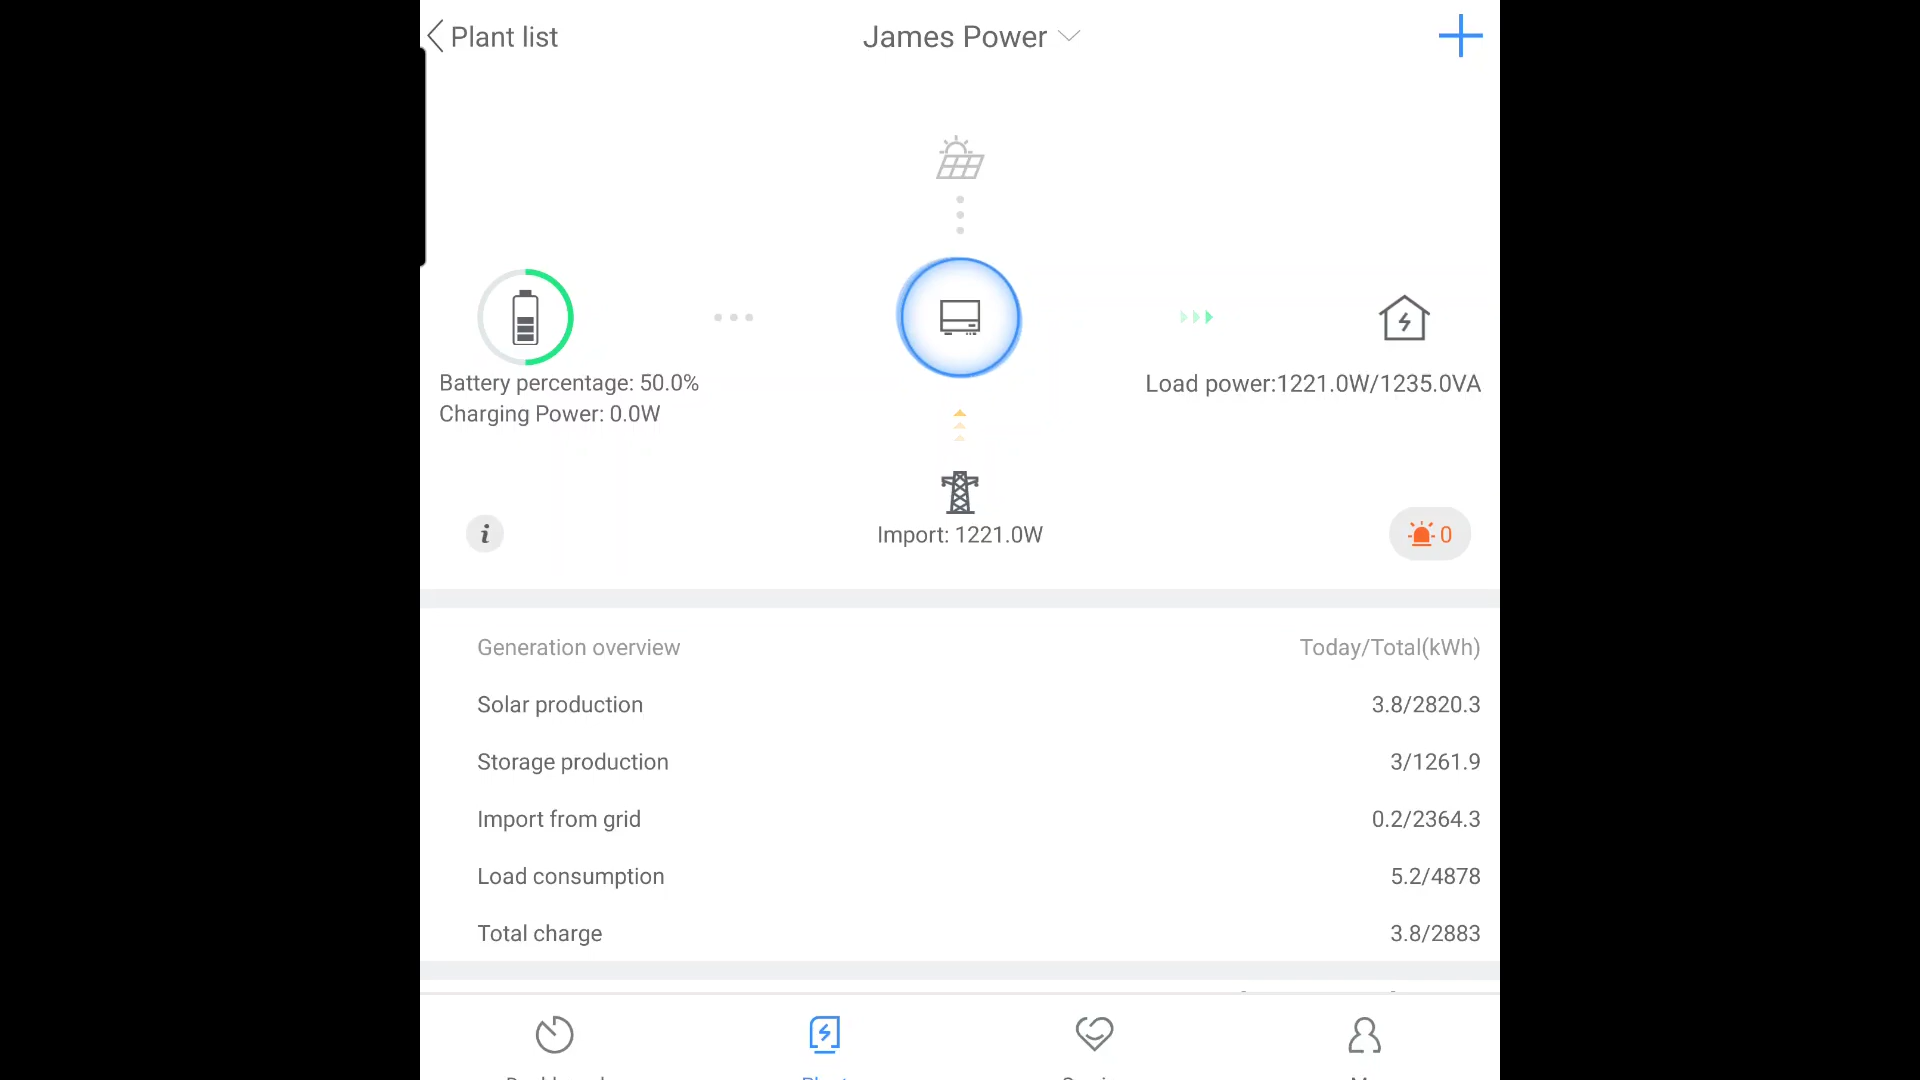 Plant list
James Power
Battery percentage: 50.0%
Charging Power: 0.0W
Load power:1221.0W/1235.0VA
Import: 1221.0W
i
0
Generation overview
Today/Total(kWh)
Solar production
3.8/2820.3
Storage production
3/1261.9
Import from grid
0.2/2364.3
Load consumption
5.2/4878
Total charge
3.8/2883